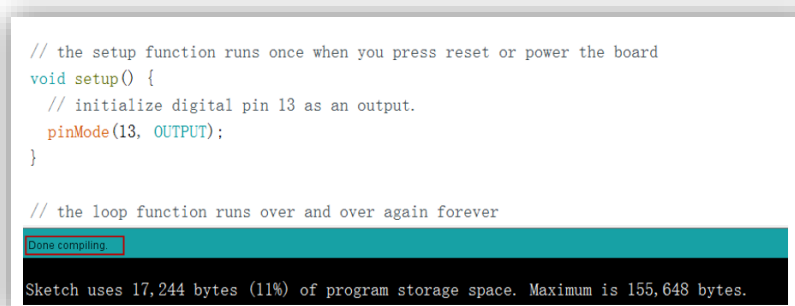 // the setup function runs once when you press reset or power the board
void setup() {
// initialize digital pin 13 as an output.
pinMode(13, OUTPUT);
}
// the loop function runs over and over again forever
Done compiling.
Sketch uses 17,244 bytes (11%) of program storage space. Maximum is 155,648 bytes.